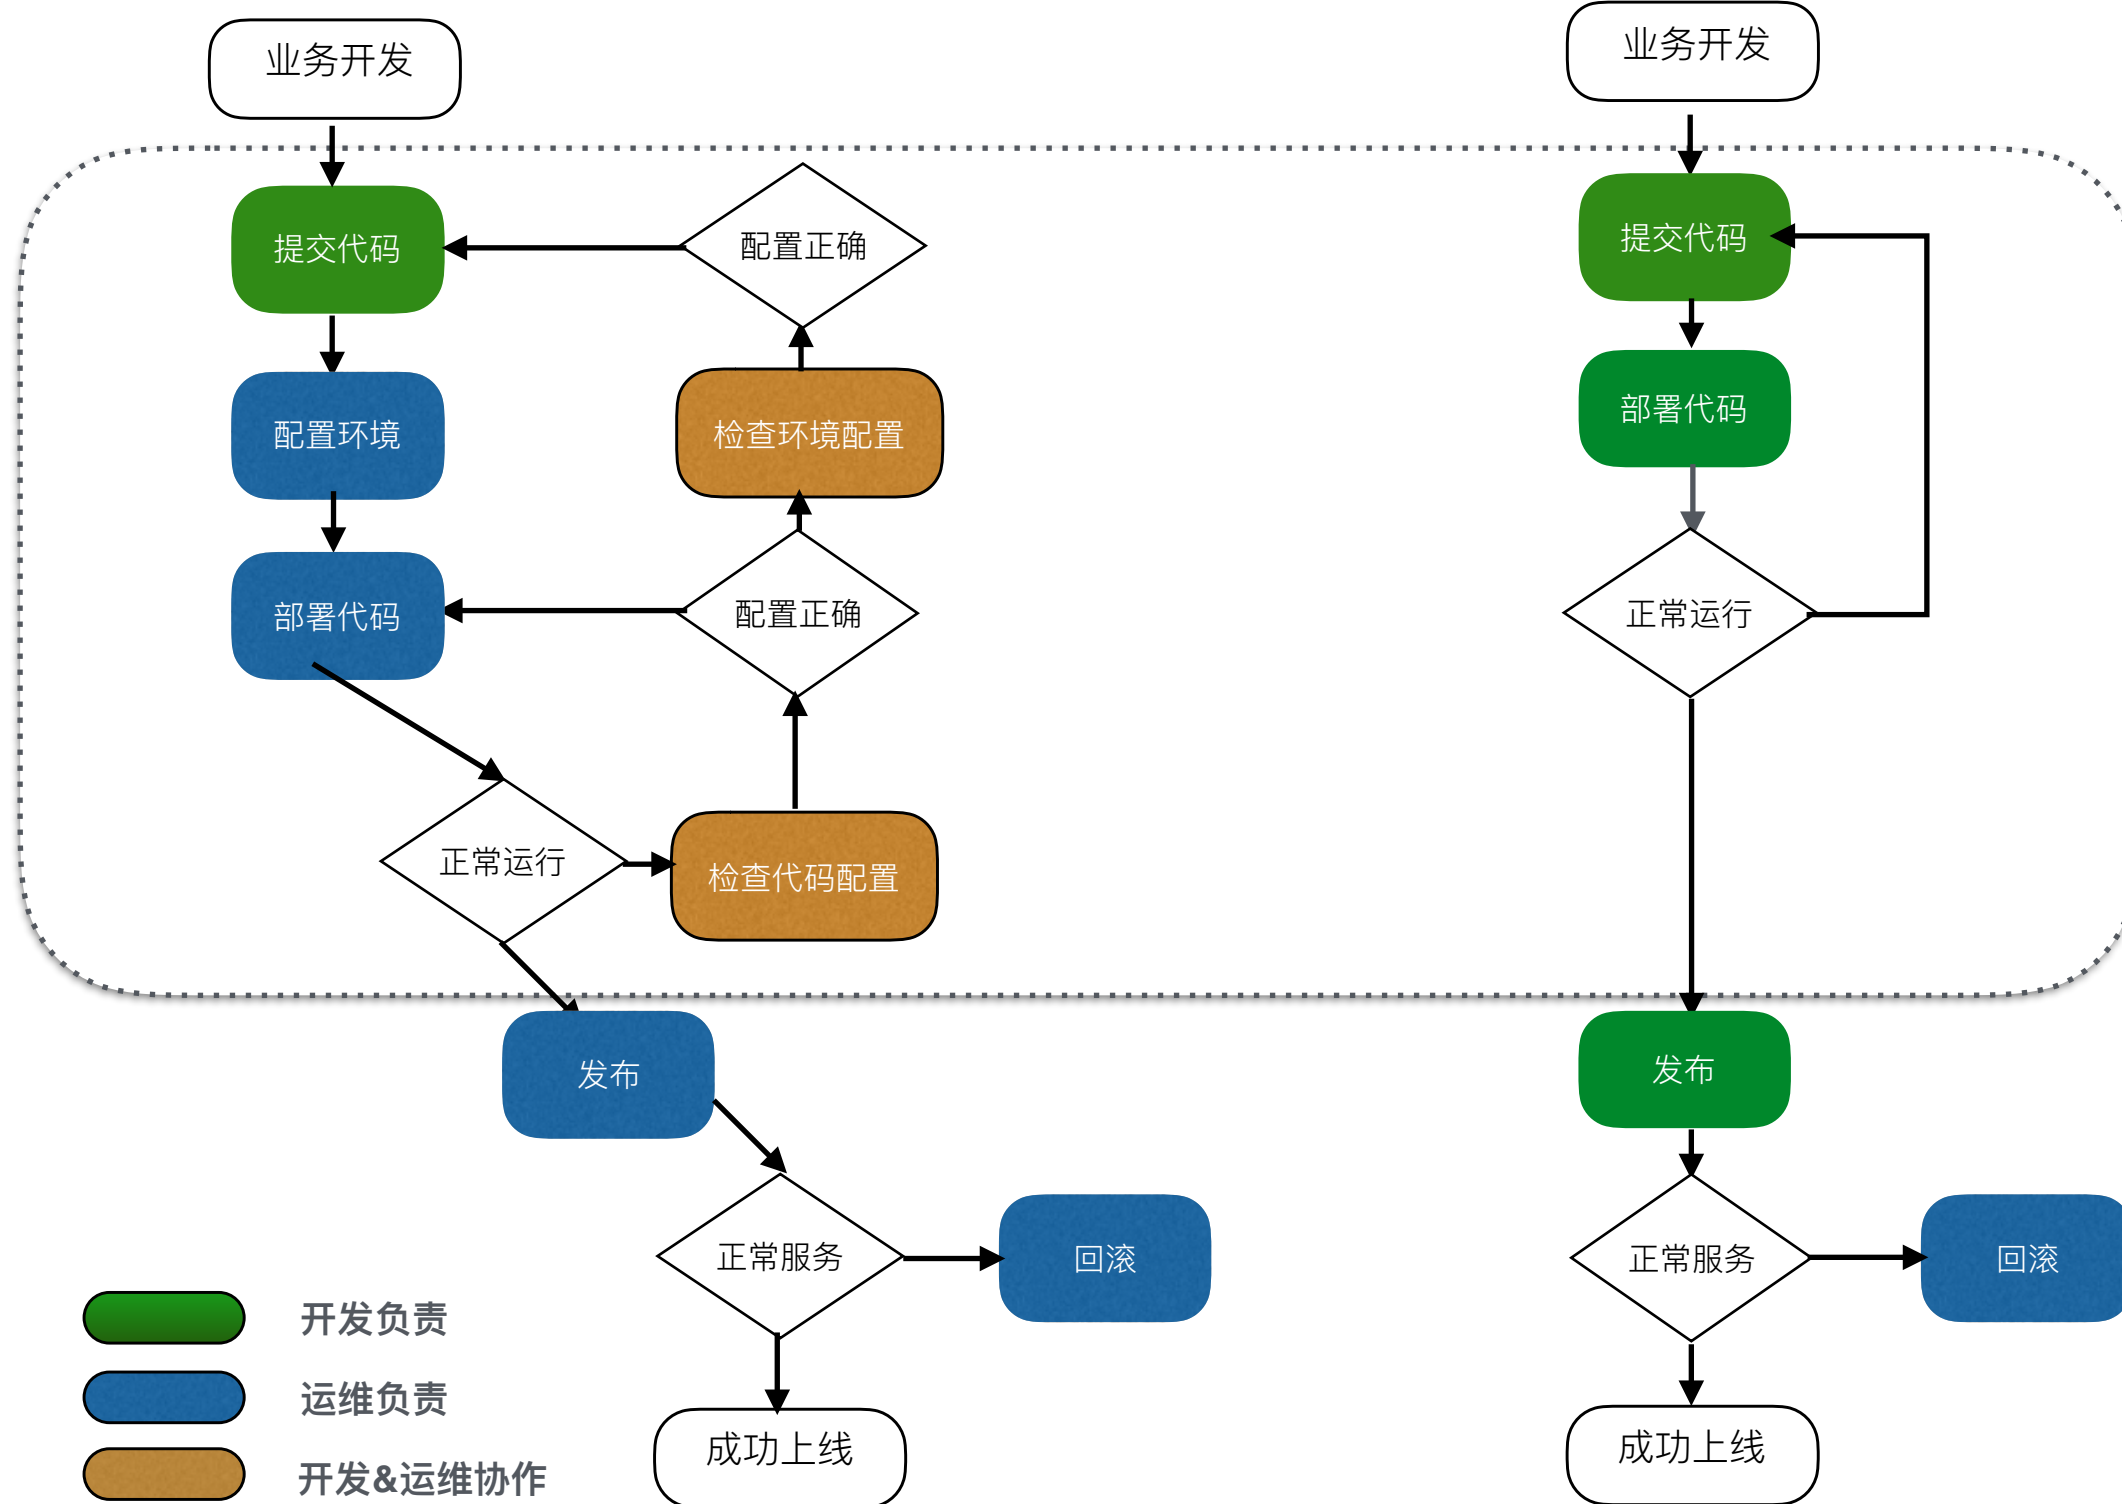 业务开发
提交代码
配置正确
配置环境
检查环境配置
部署代码
配置正确
正常运行
检查代码配置
发布
正常服务
回滚
成功上线
业务开发
提交代码
部署代码
正常运行
发布
正常服务
回滚
成功上线
开发负责
运维负责
开发&运维协作